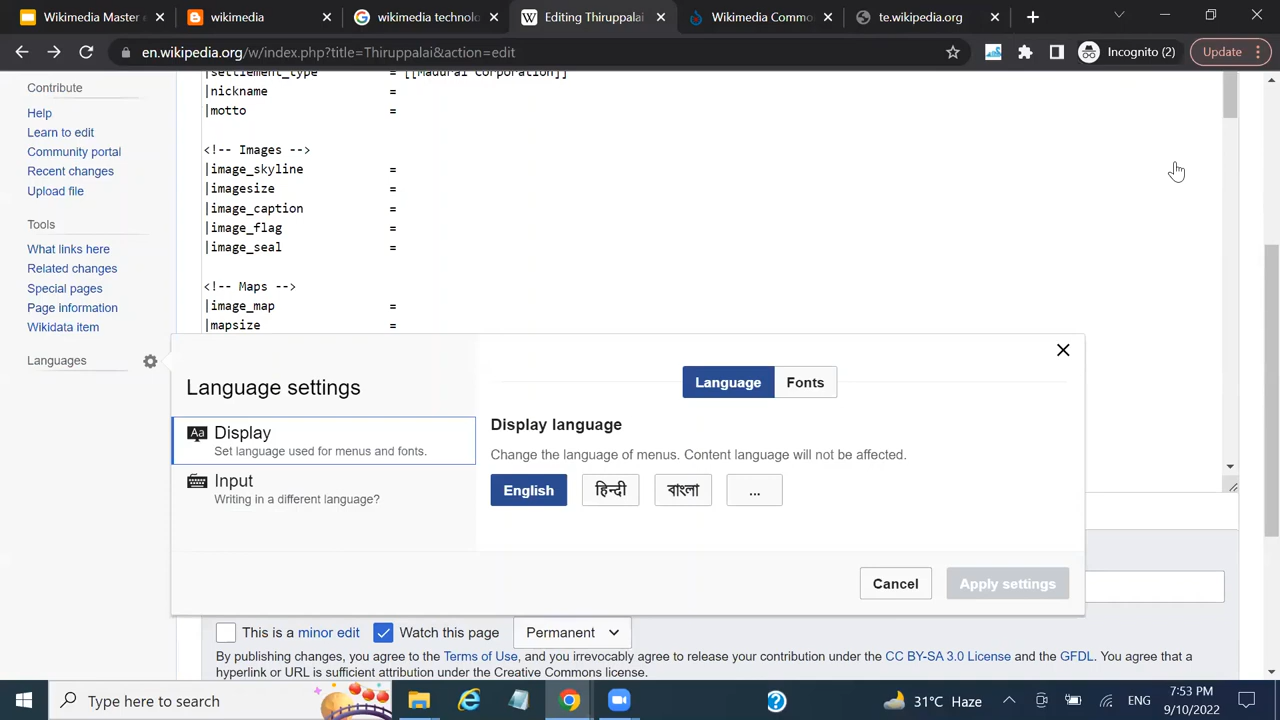 Wikimedia Master
wikimedia
wikimedia technolo
Editing Thiruppalai
Wikimedia Commo
te.wikipedia.org
en.wikipedia.org/w/index.php?title=Thiruppalai&action=edit
Incognito (2)
Update
Contribute
Help
Learn to edit
Community portal
Recent changes
Upload file
Tools
What links here
Related changes
Special pages
Page information
Wikidata item
Languages
|settlement_type = [[Madurai Corporation]]
|nickname =
|motto =
<!-- Images -->
|image_skyline =
|imagesize =
|image_caption =
|image_flag =
|image_seal =
<!-- Maps -->
|image_map =
|mapsize =
Language settings
Display
Set language used for menus and fonts.
Input
Writing in a different language?
Language Fonts
Display language
Change the language of menus. Content language will not be affected.
English हिन्दी বাংলা ...
Cancel Apply settings
This is a minor edit Watch this page Permanent
By publishing changes, you agree to the Terms of Use, and you irrevocably agree to release your contribution under the CC BY-SA 3.0 License and the GFDL. You agree that a
hyperlink or URL is sufficient attribution under the Creative Commons license.
Type here to search
31°C Haze
ENG
7:53 PM
9/10/2022